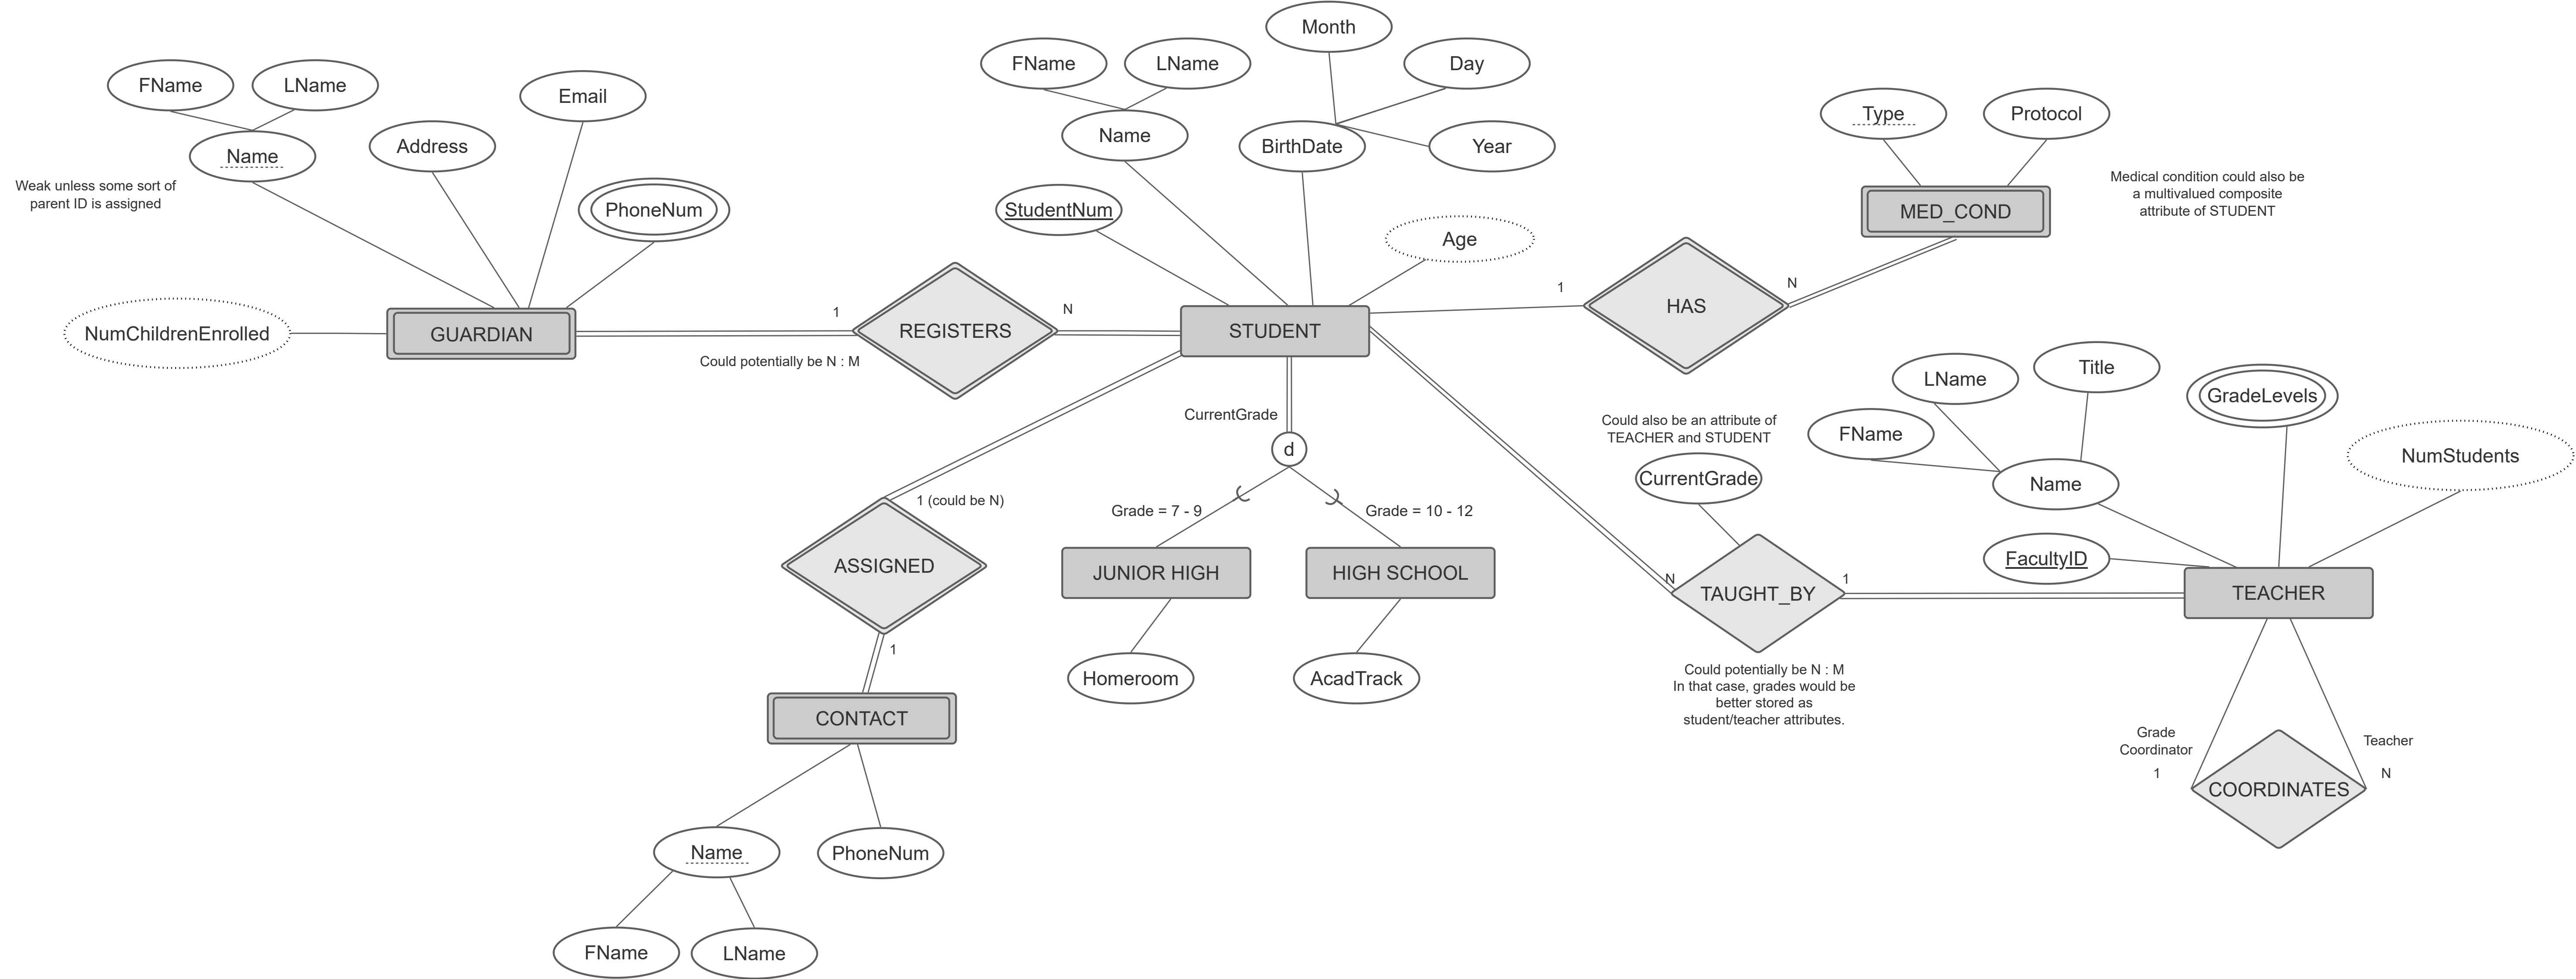 FName
LName
Name
Address
Email
PhoneNum
Weak unless some sort of
parent ID is assigned
NumChildrenEnrolled
GUARDIAN
1
REGISTERS
N
Could potentially be N : M
FName
LName
Name
Month
Day
Year
BirthDate
StudentNum
Age
STUDENT
1
HAS
N
Type
Protocol
MED_COND
Medical condition could also be
a multivalued composite
attribute of STUDENT
CurrentGrade
d
Grade = 7 - 9
Grade = 10 - 12
JUNIOR HIGH
HIGH SCHOOL
Homeroom
AcadTrack
1 (could be N)
ASSIGNED
1
CONTACT
Name
PhoneNum
FName
LName
Could also be an attribute of
TEACHER and STUDENT
CurrentGrade
N
TAUGHT_BY
1
Could potentially be N : M
In that case, grades would be
better stored as
student/teacher attributes.
LName
Title
FName
Name
GradeLevels
NumStudents
FacultyID
TEACHER
Grade
Coordinator
1
Teacher
N
COORDINATES